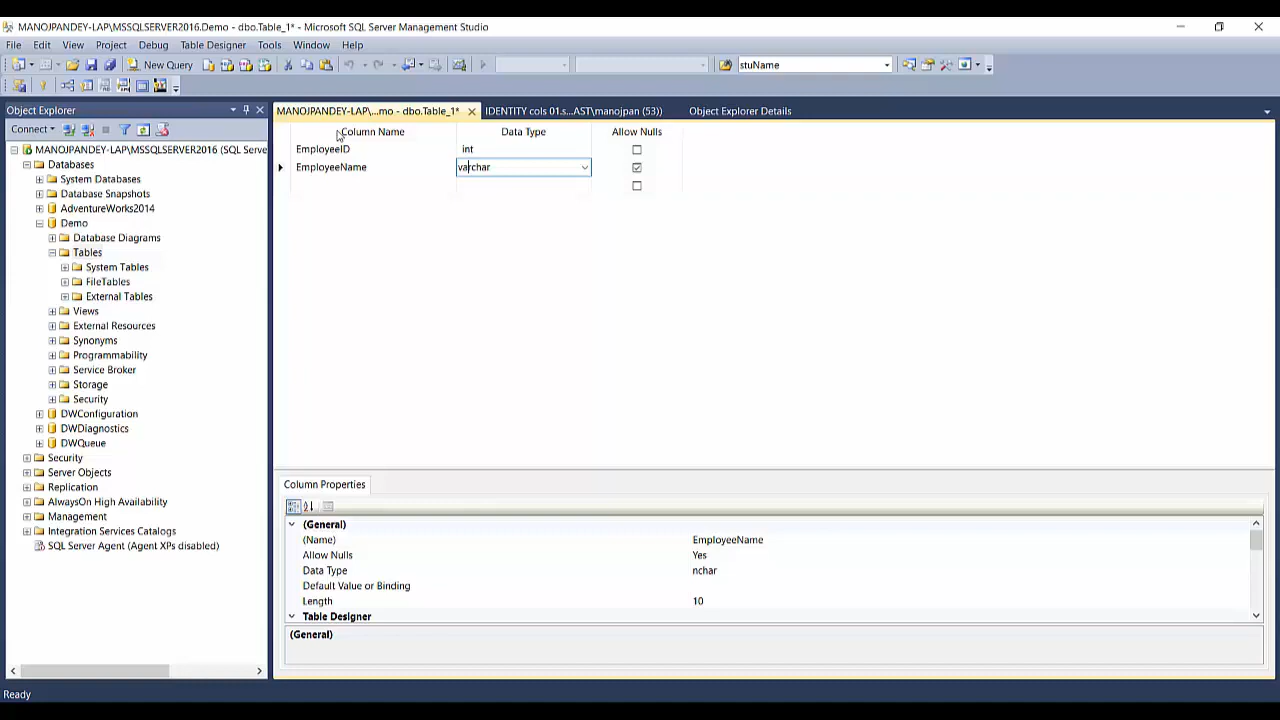 MANOJPANDEY-LAP\MSSQLSERVER2016.Demo - dbo.Table_1* - Microsoft SQL Server Management Studio
File Edit View Project Debug Table Designer Tools Window Help
New Query stuName
Object Explorer
MANOJPANDEY-LAP\...mo - dbo.Table_1* IDENTITY cols 01.s...AST\manojpan (53)) Object Explorer Details
Connect
Column Name Data Type Allow Nulls
EmployeeID int
EmployeeName varchar
MANOJPANDEY-LAP\MSSQLSERVER2016 (SQL Serve
Databases
System Databases
Database Snapshots
AdventureWorks2014
Demo
Database Diagrams
Tables
System Tables
FileTables
External Tables
Views
External Resources
Synonyms
Programmability
Service Broker
Storage
Security
DWConfiguration
DWDiagnostics
DWQueue
Security
Server Objects
Replication
AlwaysOn High Availability
Management
Integration Services Catalogs
SQL Server Agent (Agent XPs disabled)
Column Properties
(General)
(Name) EmployeeName
Allow Nulls Yes
Data Type nchar
Default Value or Binding
Length 10
Table Designer
(General)
Ready